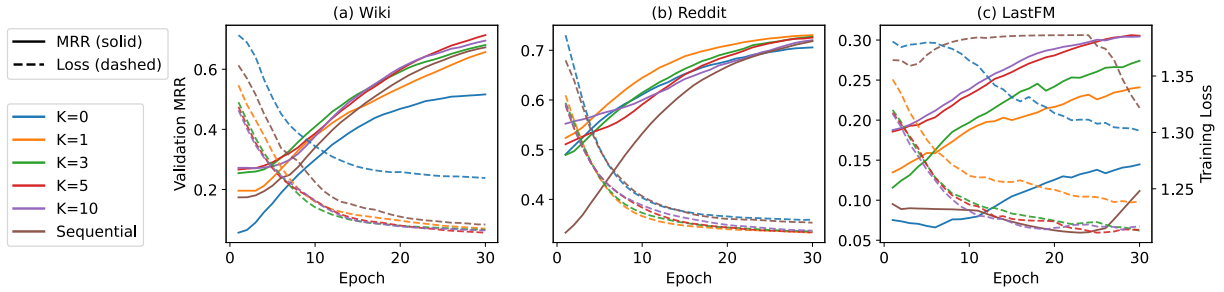 MRR (solid)
Loss (dashed)
K=0
K=1
K=3
K=5
K=10
Sequential
(a) Wiki
Validation MRR
0.6
0.4
0.2
0
10
20
30
Epoch
(b) Reddit
0.7
0.6
0.5
0.4
0
10
20
30
Epoch
(c) LastFM
0.30
0.25
0.20
0.15
0.10
0.05
0
10
20
30
Epoch
1.35
1.30
1.25
Training Loss